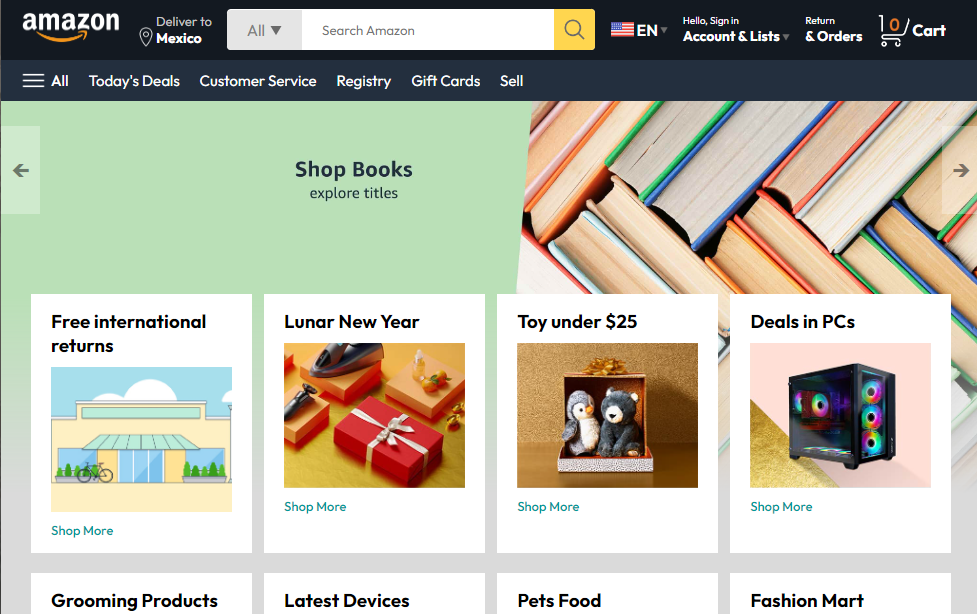 amazon
Deliver to
Mexico
All
Search Amazon
EN
Hello, Sign in
Account & Lists
Return
& Orders
0
Cart
All
Today's Deals
Customer Service
Registry
Gift Cards
Sell
Shop Books
explore titles
Free international
returns
Shop More
Lunar New Year
Shop More
Toy under $25
Shop More
Deals in PCs
Shop More
Grooming Products
Latest Devices
Pets Food
Fashion Mart